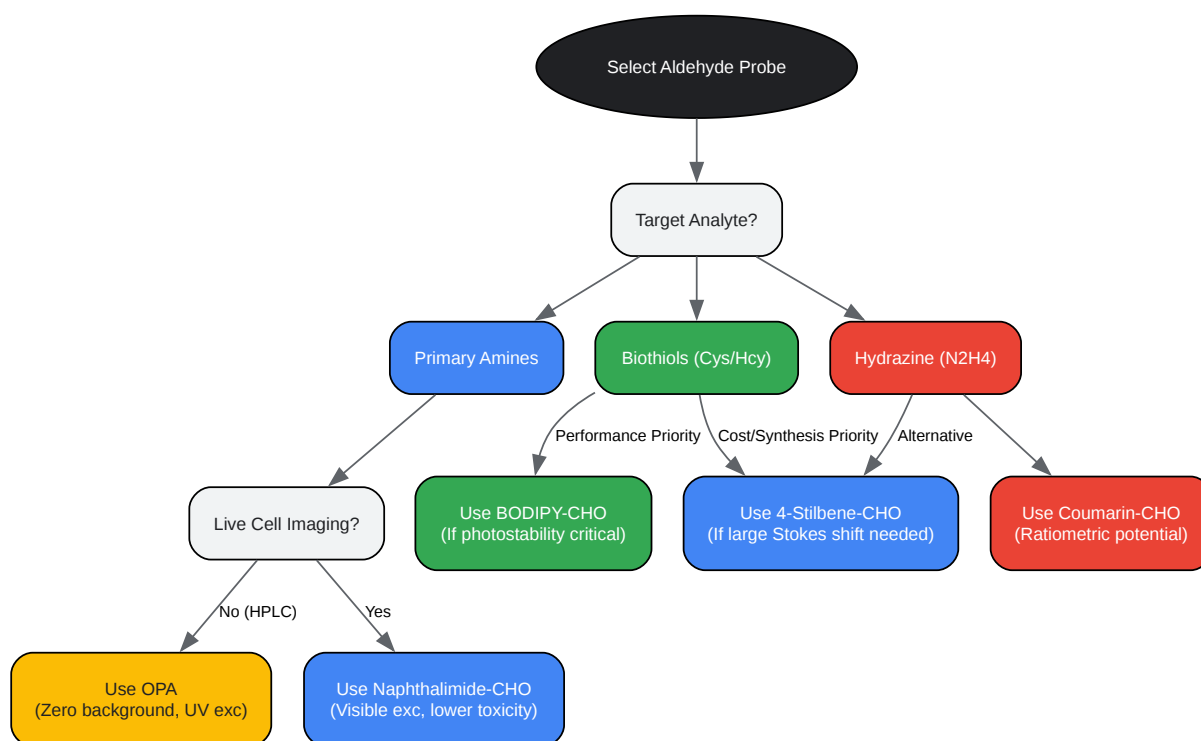 Select Aldehyde Probe
Target Analyte?
Primary Amines
Biothiols (Cys/Hcy)
Hydrazine (N2H4)
Performance Priority
Cost/Synthesis Priority
Alternative
Live Cell Imaging?
Use BODIPY-CHO
(If photostability critical)
Use 4-Stilbene-CHO
(If large Stokes shift needed)
Use Coumarin-CHO
(Ratiometric potential)
No (HPLC)
Yes
Use OPA
(Zero background, UV exc)
Use Naphthalimide-CHO
(Visible exc, lower toxicity)